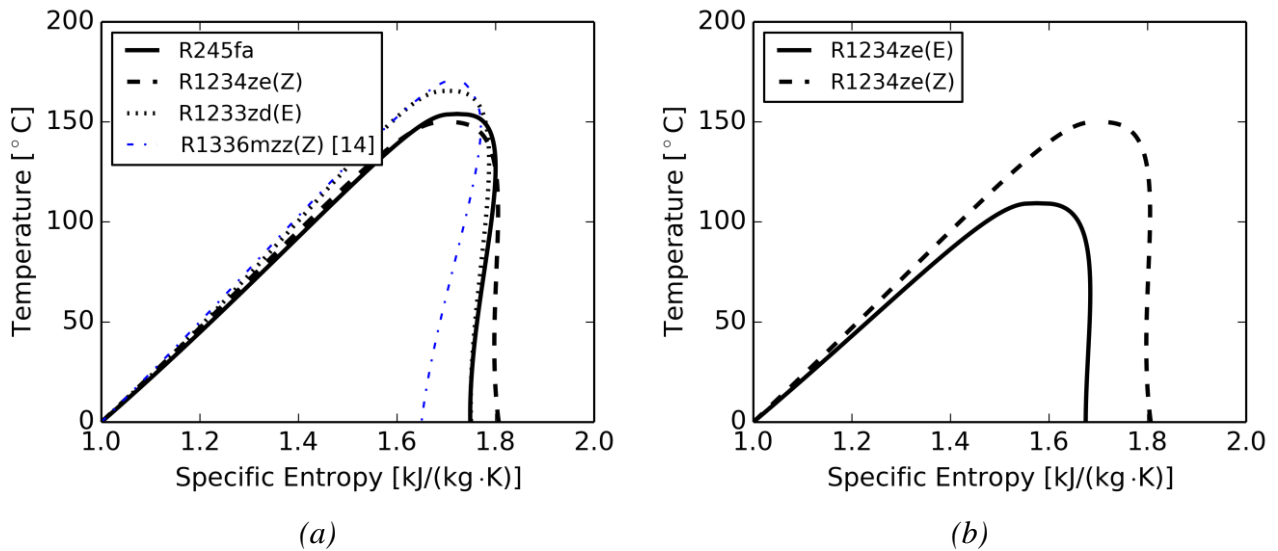 200
150
100
50
0
Temperature [°C]
R245fa
R1234ze(Z)
R1233zd(E)
R1336mzz(Z) [14]
1.0 1.2 1.4 1.6 1.8 2.0
Specific Entropy [kJ/(kg·K)]
(a)
200
150
100
50
0
Temperature [°C]
R1234ze(E)
R1234ze(Z)
1.0 1.2 1.4 1.6 1.8 2.0
Specific Entropy [kJ/(kg·K)]
(b)